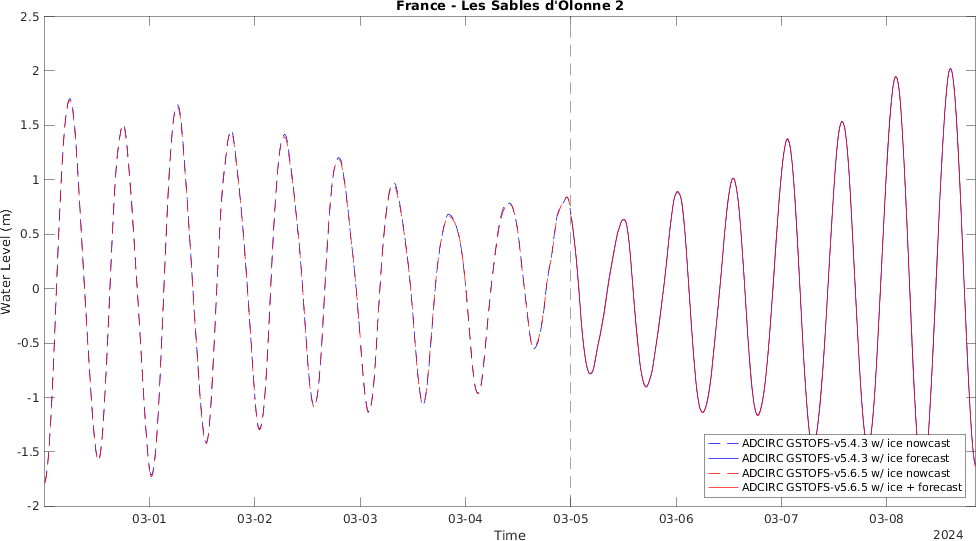 France - Les Sables d'Olonne 2
2.5
2
1.5
1
0.5
0
-0.5
-1
-1.5
-2
Water Level (m)
03-01
03-02
03-03
03-04
03-05
03-06
03-07
03-08
Time
2024
ADCIRC GSTOFS-v5.4.3 w/ ice nowcast
ADCIRC GSTOFS-v5.4.3 w/ ice forecast
ADCIRC GSTOFS-v5.6.5 w/ ice nowcast
ADCIRC GSTOFS-v5.6.5 w/ ice + forecast